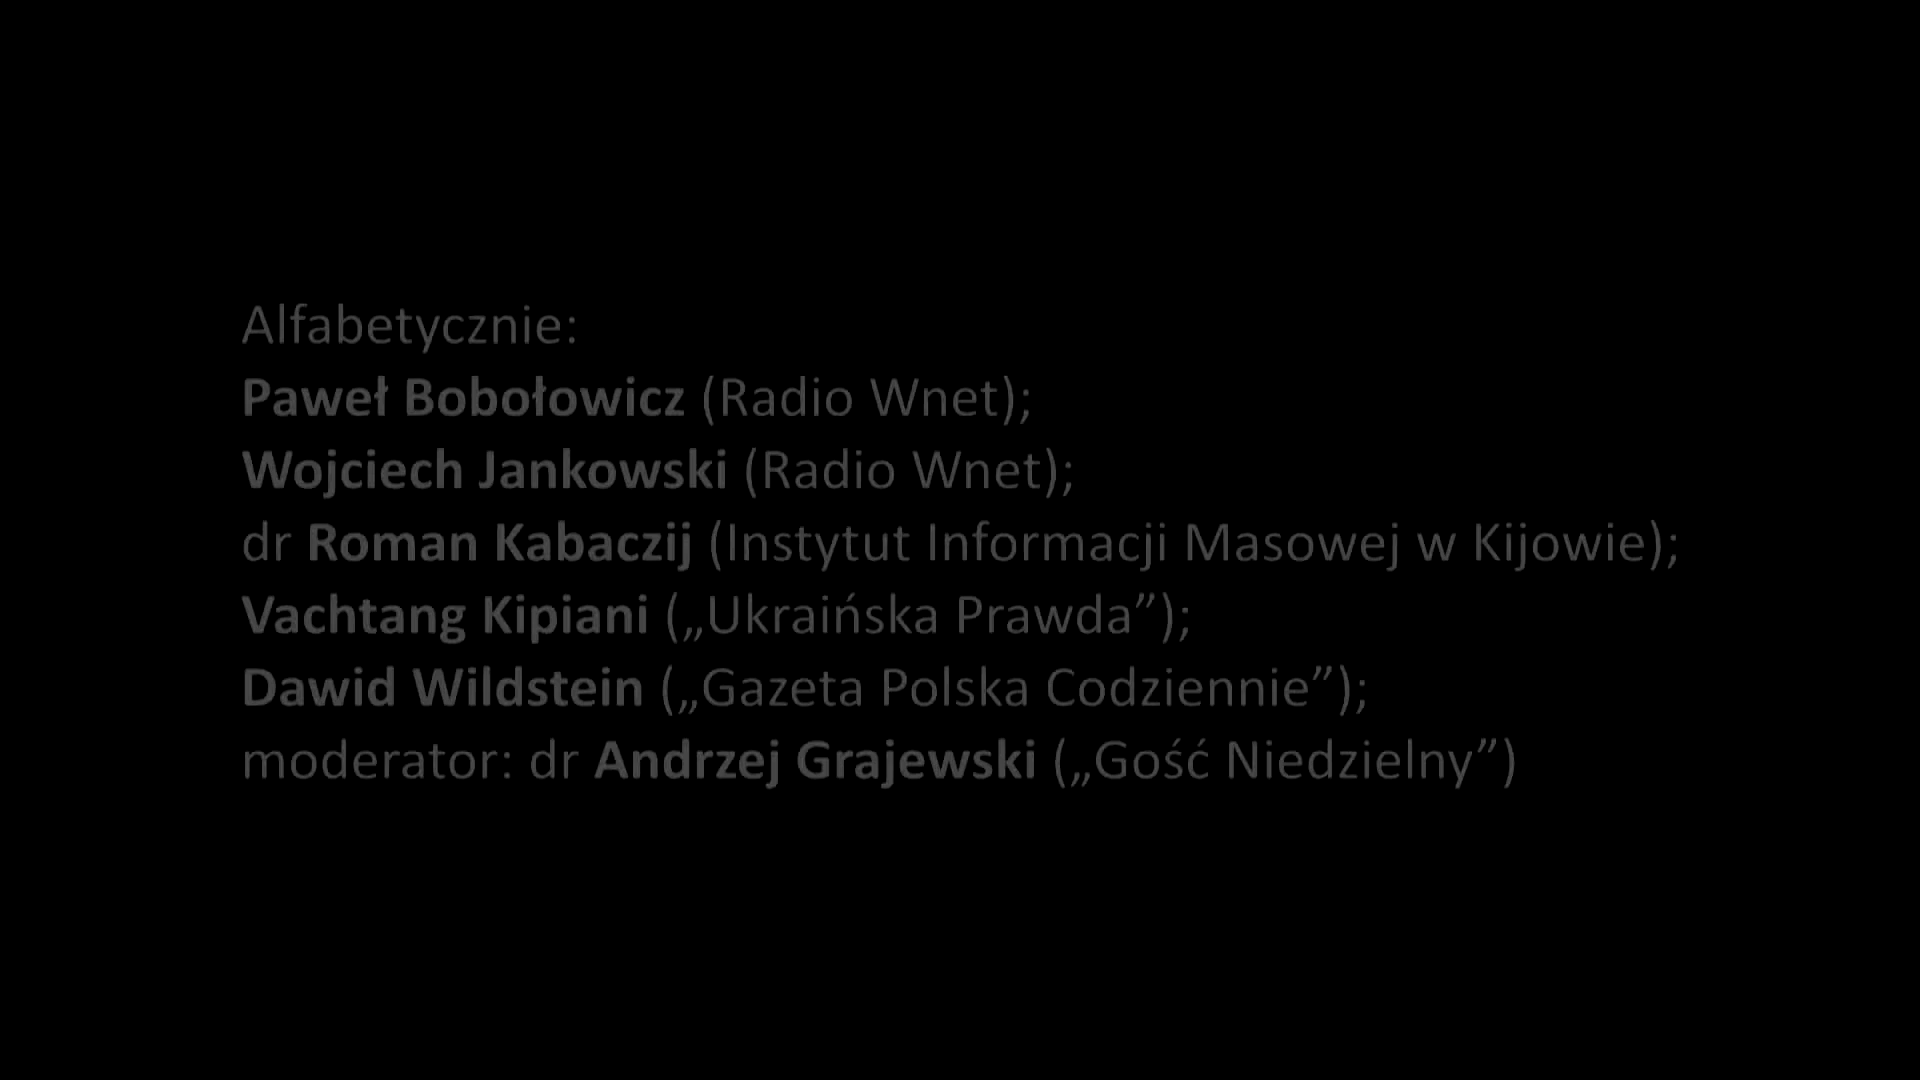 Alfabetycznie:
Paweł Bobołowicz (Radio Wnet);
Wojciech Jankowski (Radio Wnet);
dr Roman Kabaczij (Instytut Informacji Masowej w Kijowie);
Vachtang Kipiani („Ukraińska Prawda”);
Dawid Wildstein („Gazeta Polska Codziennie”);
moderator: dr Andrzej Grajewski („Gość Niedzielny”)